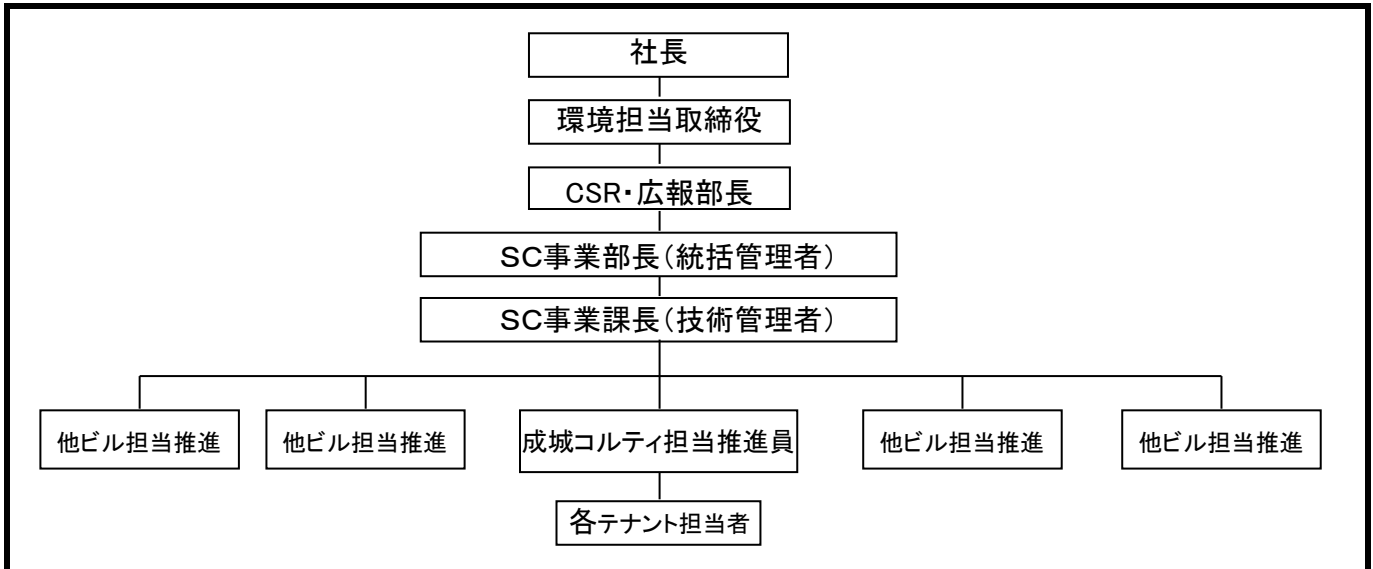 社長
環境担当取締役
CSR・広報部長
SC事業部長(統括管理者)
SC事業課長(技術管理者)
他ビル担当推進
他ビル担当推進
成城コルティ担当推進員
他ビル担当推進
他ビル担当推進
各テナント担当者